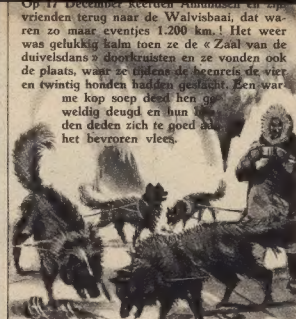 Op 17 December keerden Amundsen en zijn
vrienden terug naar de Walvisbaai, dat wa-
ren zo maar eventjes 1.200 km. ! Het weer
was gelukkig kalm toen ze de « Zaal van de
duivelsdans » doorkruisten en ze vonden ook
de plaats, waar ze tijdens de heenreis de vier
en twintig honden hadden geslacht. Een war-
me kop soep deed hen ge-
weldig deugd en hun
den deden zich te goed
het bevroren vlees.